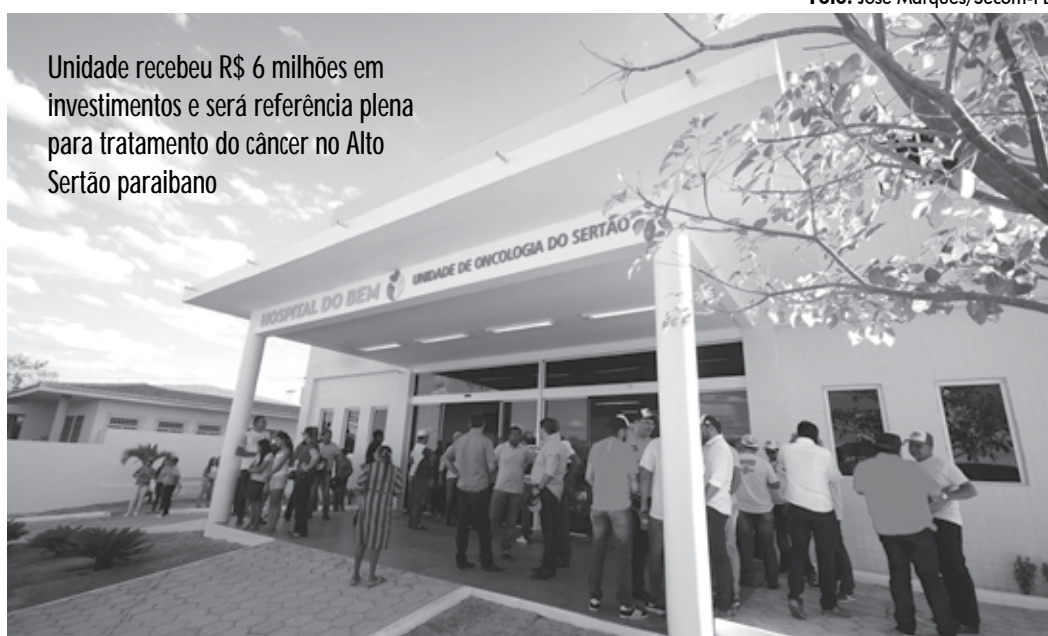 Foto: José Marques/Secom-PB
Unidade recebeu R$ 6 milhões em
investimentos e será referência plena
para tratamento do câncer no Alto
Sertão paraibano
HOSPITAL DO BEM UNIDADE DE ONCOLOGIA DO SERTÃO